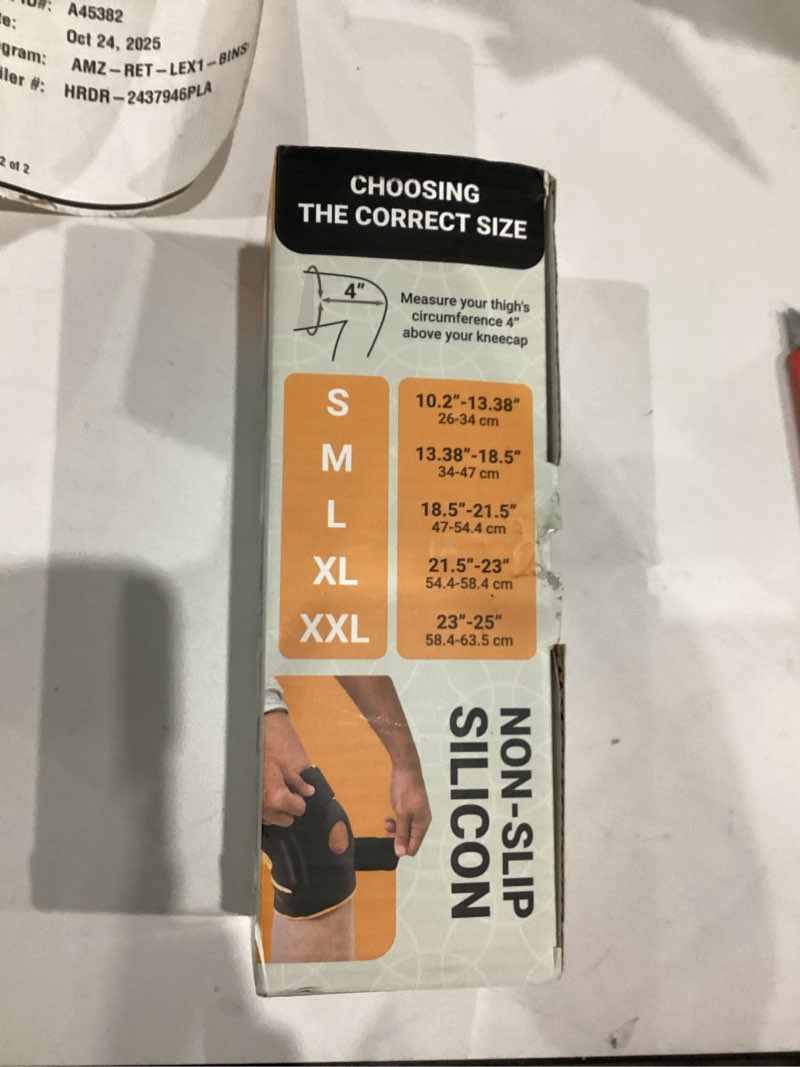 A45382
Oct 24, 2025
AMZ-RET-LEX1-BINS
HRDR-2437946PLA
2 of 2
CHOOSING
THE CORRECT SIZE
4"
Measure your thigh's
circumference 4"
above your kneecap
S
10.2"-13.38"
26-34 cm
M
13.38"-18.5"
34-47 cm
L
18.5"-21.5"
47-54.4 cm
XL
21.5"-23"
54.4-58.4 cm
XXL
23"-25"
58.4-63.5 cm
NON-SLIP
SILICON